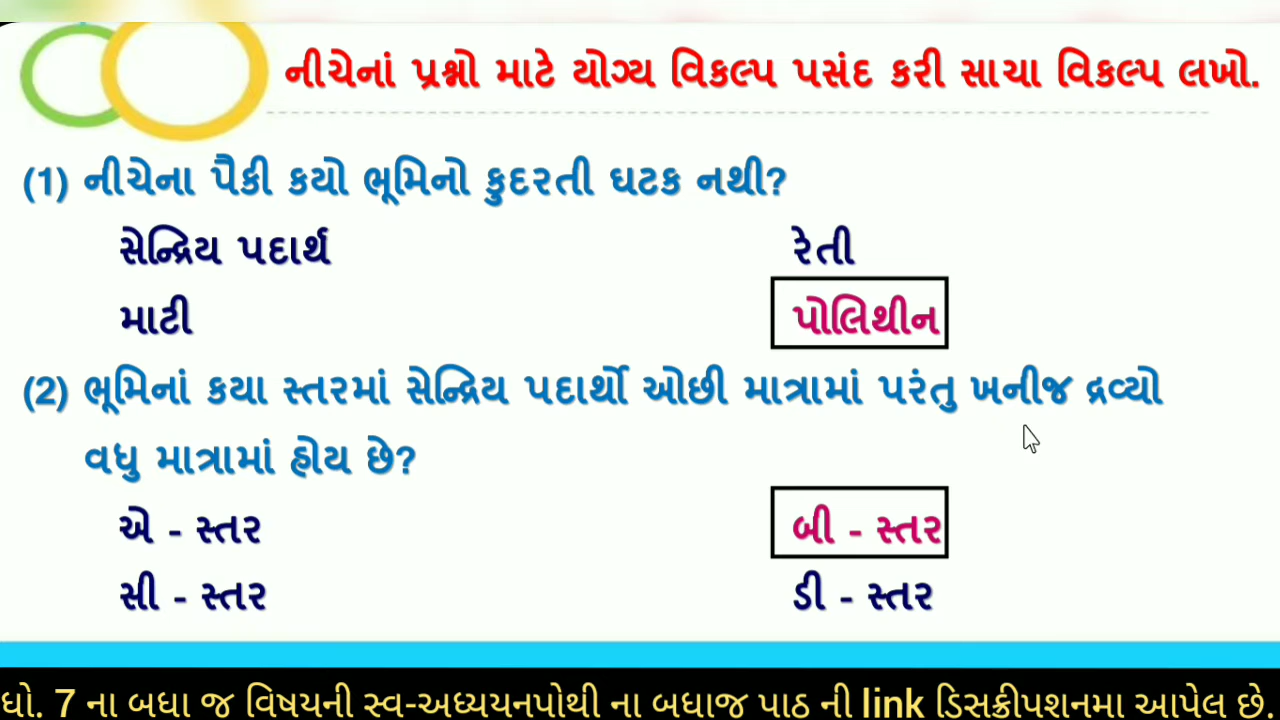 નીચેનાં પ્રશ્નો માટે યોગ્ય વિકલ્પ પસંદ કરી સાચા વિકલ્પ લખો.
(1) નીચેના પૈકી કયો ભૂમિનો કુદરતી ઘટક નથી?
સેન્દ્રિય પદાર્થ રેતી
માટી પોલિથીન
(2) ભૂમિનાં કયા સ્તરમાં સેન્દ્રિય પદાર્થો ઓછી માત્રામાં પરંતુ ખનીજ દ્રવ્યો
વધુ માત્રામાં હોય છે?
એ - સ્તર બી - સ્તર
સી - સ્તર ડી - સ્તર
ધો. 7 ના બધા જ વિષયની સ્વ-અધ્યયનપોથી ના બધાજ પાઠ ની link ડિસક્રીપશનમા આપેલ છે.